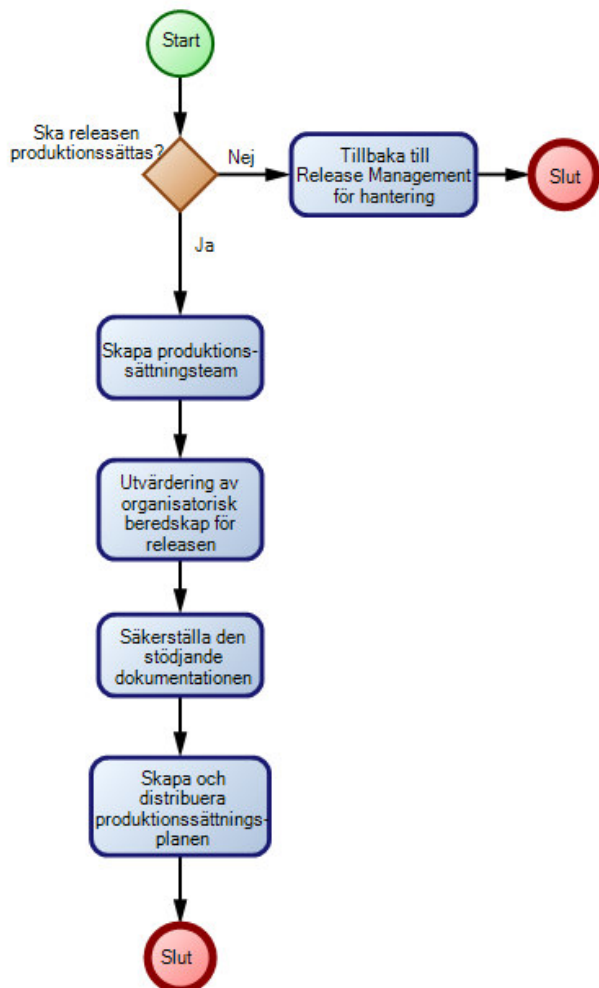 Start
Ska releasen
produktionssättas?
Nej
Tillbaka till
Release Management
för hantering
Slut
Ja
Skapa produktions-
sättningsteam
Utvärdering av
organisatorisk
beredskap för
releasen
Säkerställa den
stödjande
dokumentationen
Skapa och
distribuera
produktionssättnings-
planen
Slut